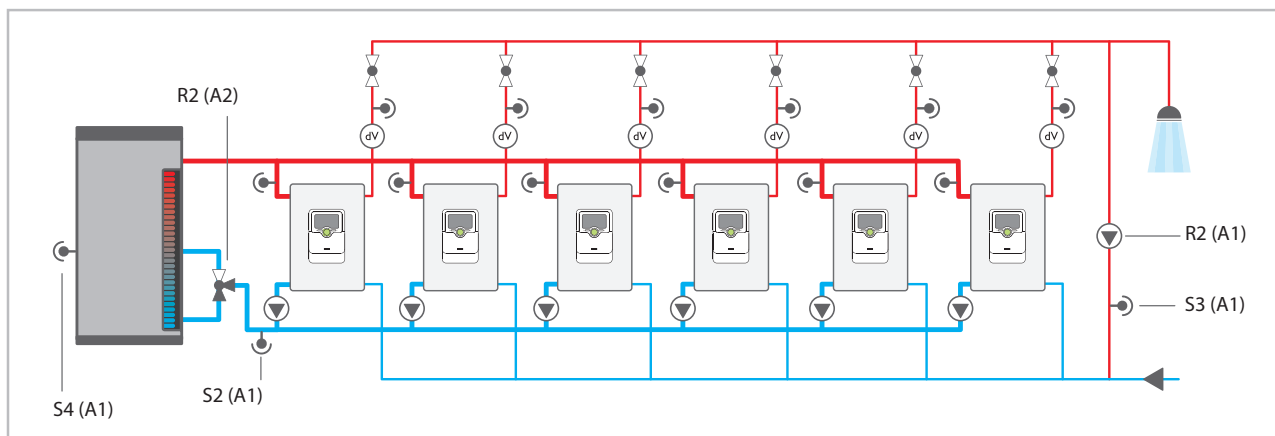 R2 (A2)
dV
dV
dV
dV
dV
dV
R2 (A1)
S3 (A1)
S2 (A1)
S4 (A1)